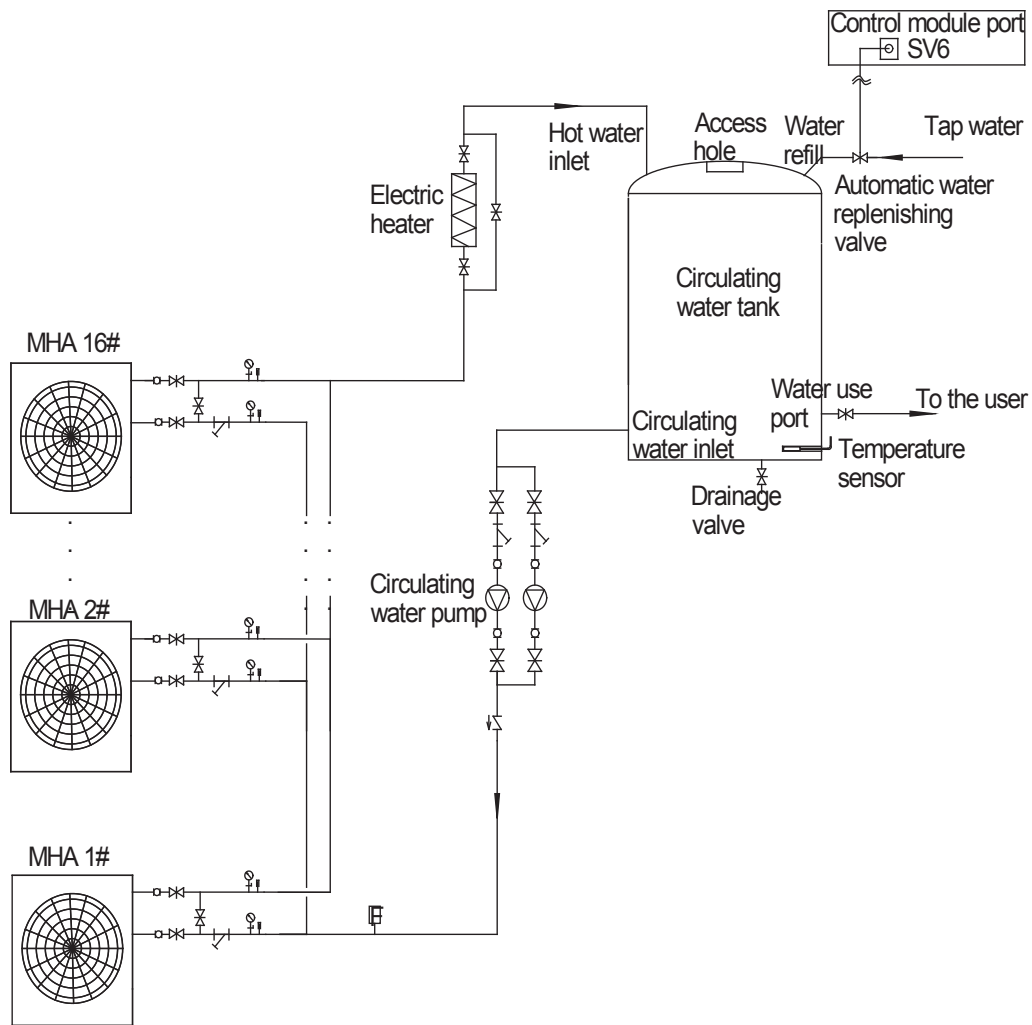 Control module port
SV6
Hot water
inlet
Access
hole
Water
refill
Tap water
Automatic water
replenishing
valve
Electric
heater
Circulating
water tank
MHA 16#
Water use
port
To the user
Circulating
water inlet
Temperature
sensor
Drainage
valve
Circulating
water pump
MHA 2#
MHA 1#
F